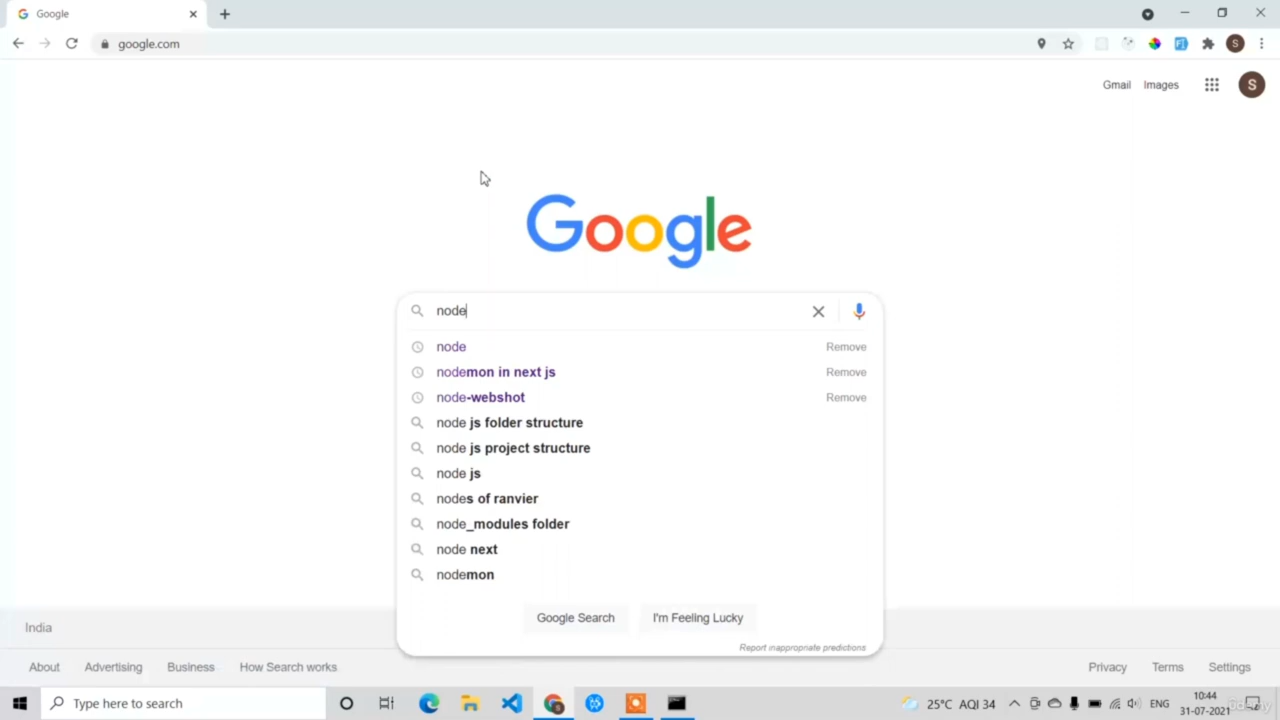 Google
google.com
S
Gmail Images
S
Google
node
node Remove
nodemon in next js Remove
node-webshot Remove
node js folder structure
node js project structure
node js
nodes of ranvier
node_modules folder
node next
nodemon
Google Search I'm Feeling Lucky
Report inappropriate predictions
India
About Advertising Business How Search works Privacy Terms Settings
Type here to search
25°C AQI 34 ENG 10:44
31-07-2021